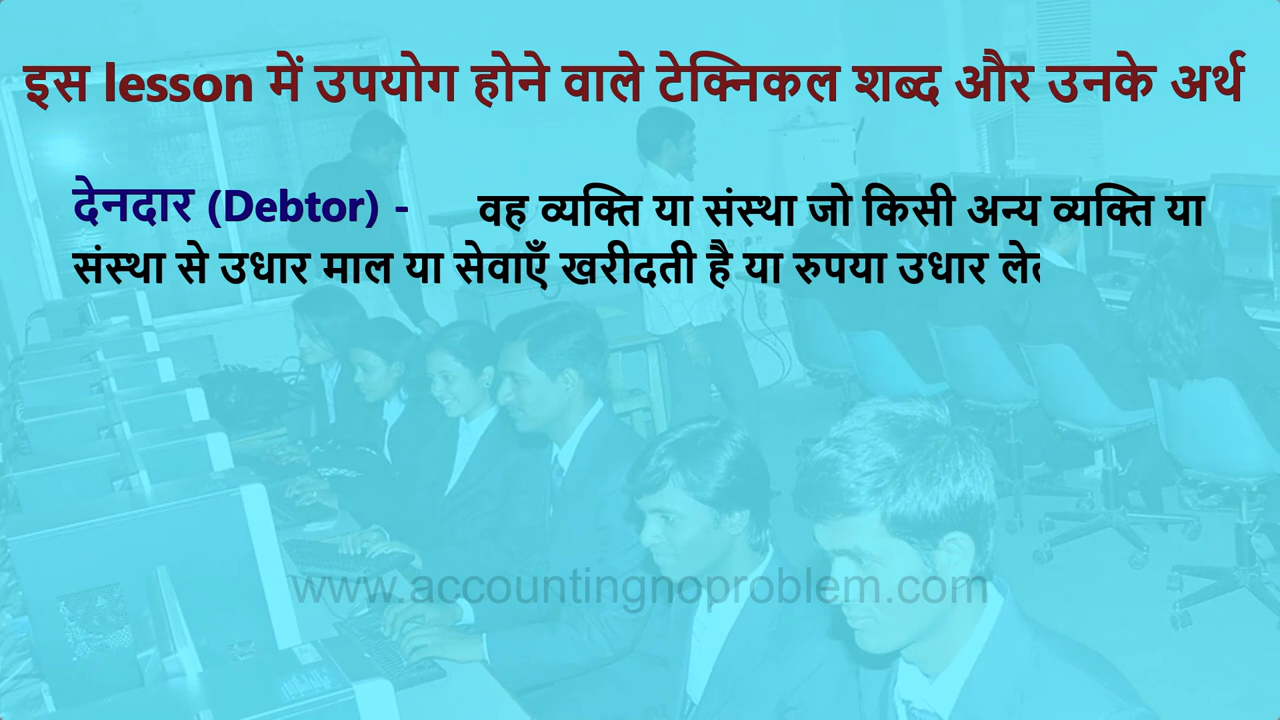 इस lesson में उपयोग होने वाले टेक्निकल शब्द और उनके अर्थ
देनदार (Debtor) - वह व्यक्ति या संस्था जो किसी अन्य व्यक्ति या
संस्था से उधार माल या सेवाएँ खरीदती है या रुपया उधार
www.accountingnoproblem.com